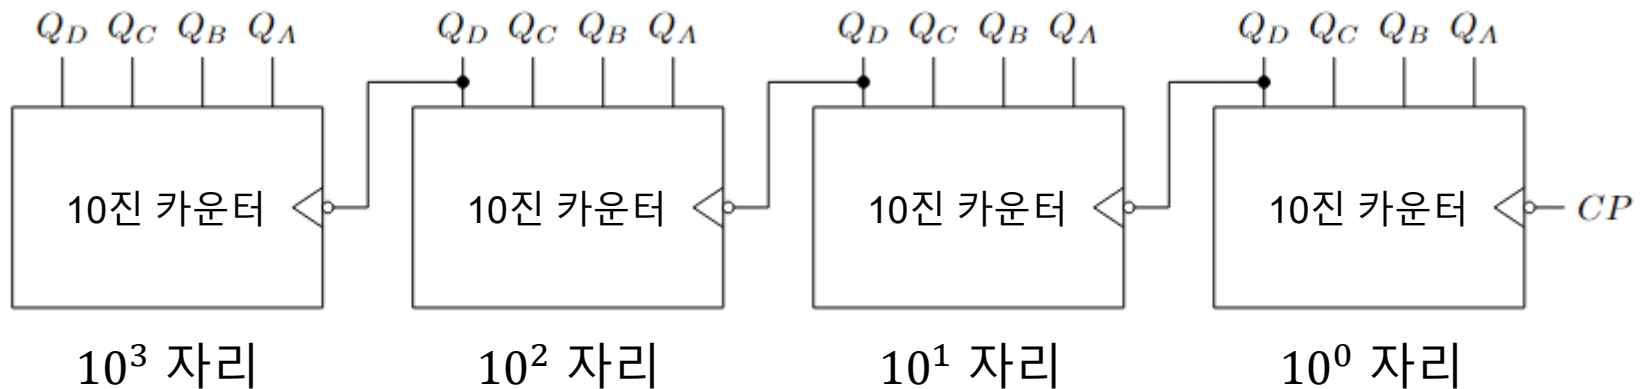 Q_D Q_C Q_B Q_A Q_D Q_C Q_B Q_A Q_D Q_C Q_B Q_A Q_D Q_C Q_B Q_A
10진 카운터 10진 카운터 10진 카운터 10진 카운터 CP
10³ 자리 10² 자리 10¹ 자리 10⁰ 자리